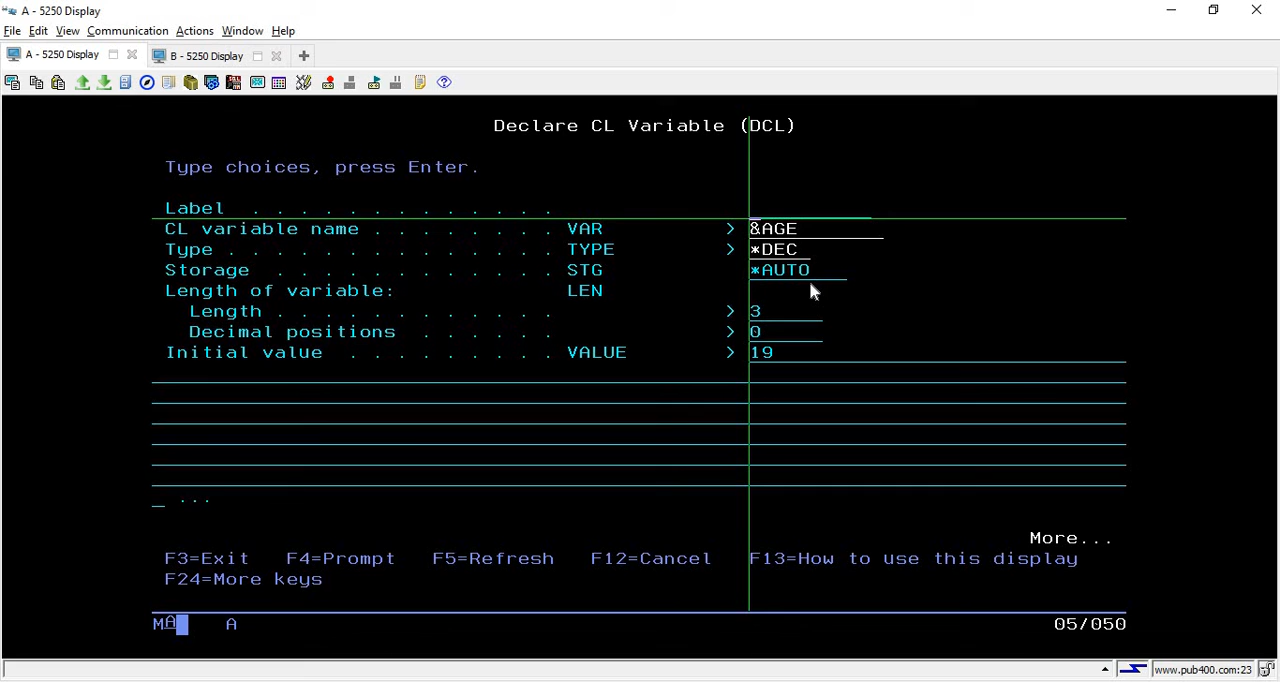 A - 5250 Display
File Edit View Communication Actions Window Help
A - 5250 Display B - 5250 Display
Declare CL Variable (DCL)
Type choices, press Enter.
Label . . . . . . . . . . . . .
CL variable name . . . . . . . . VAR > &AGE
Type . . . . . . . . . . . . . . TYPE > *DEC
Storage . . . . . . . . . . . . STG *AUTO
Length of variable: LEN
Length . . . . . . . . . . . . > 3
Decimal positions . . . . . . > 0
Initial value . . . . . . . . . VALUE > 19
...
More...
F3=Exit F4=Prompt F5=Refresh F12=Cancel F13=How to use this display
F24=More keys
MA A 05/050
www.pub400.com:23